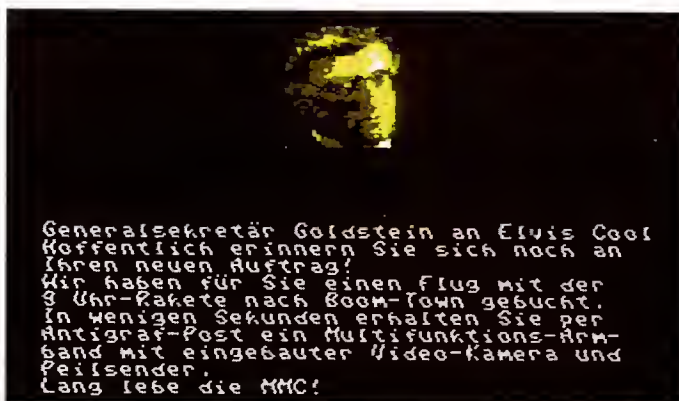 Generalsekretär Goldstein an Elvis Cool
Hoffentlich erinnern Sie sich noch an
Ihren neuen Auftrag!
Wir haben für Sie einen Flug mit der
9 Uhr-Rakete nach Boom-Town gebucht.
In wenigen Sekunden erhalten Sie per
Antigraf-Post ein Multifunktions-Arm-
band mit eingebauter Video-Kamera und
Peilsender.
Lang lebe die MMC!